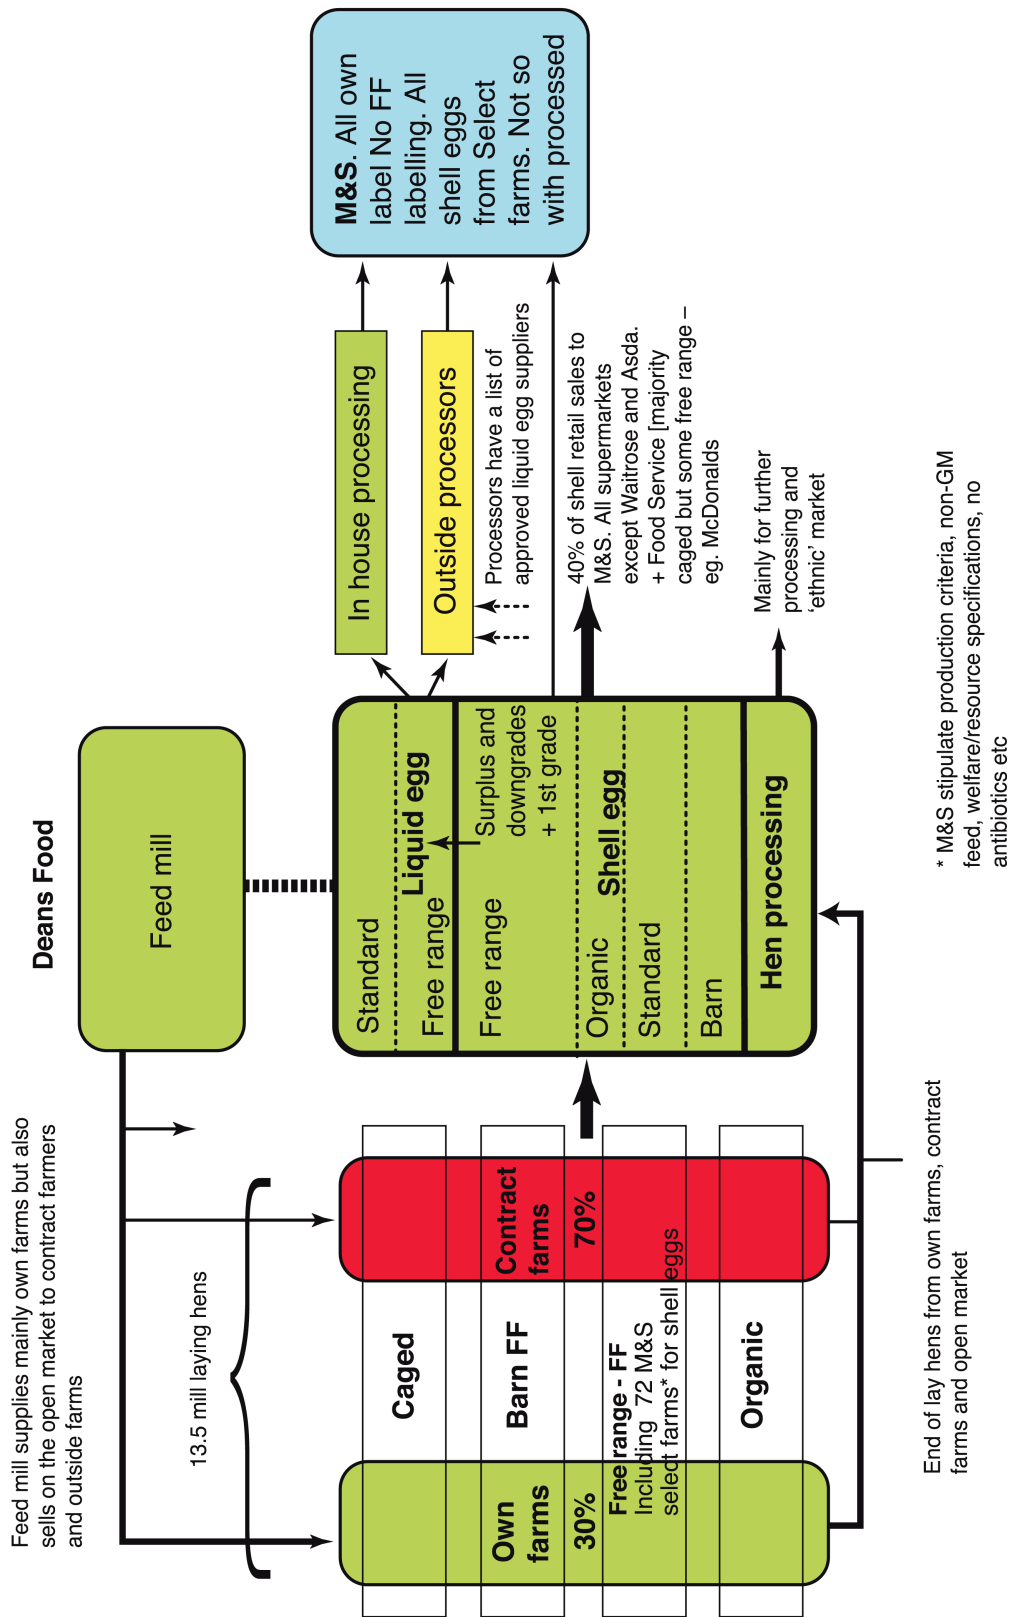 Deans Food
Feed mill supplies mainly own farms but also
sells on the open market to contract farmers
and outside farms
Feed mill
13.5 mill laying hens
Own
farms
30%
Contract
farms
70%
Caged
Barn FF
Free range - FF
Including 72 M&S
select farms* for shell eggs
Organic
Standard
Liquid egg
Free range
Surplus and
downgrades
+ 1st grade
Free range
Shell egg
Organic
Standard
Barn
Hen processing
In house processing
Outside processors
Processors have a list of
approved liquid egg suppliers
40% of shell retail sales to
M&S. All supermarkets
except Waitrose and Asda.
+ Food Service [majority
caged but some free range –
eg. McDonalds
Mainly for further
processing and
‘ethnic’ market
M&S. All own
label No FF
labelling. All
shell eggs
from Select
farms. Not so
with processed
End of lay hens from own farms, contract
farms and open market
* M&S stipulate production criteria, non-GM
feed, welfare/resource specifications, no
antibiotics etc